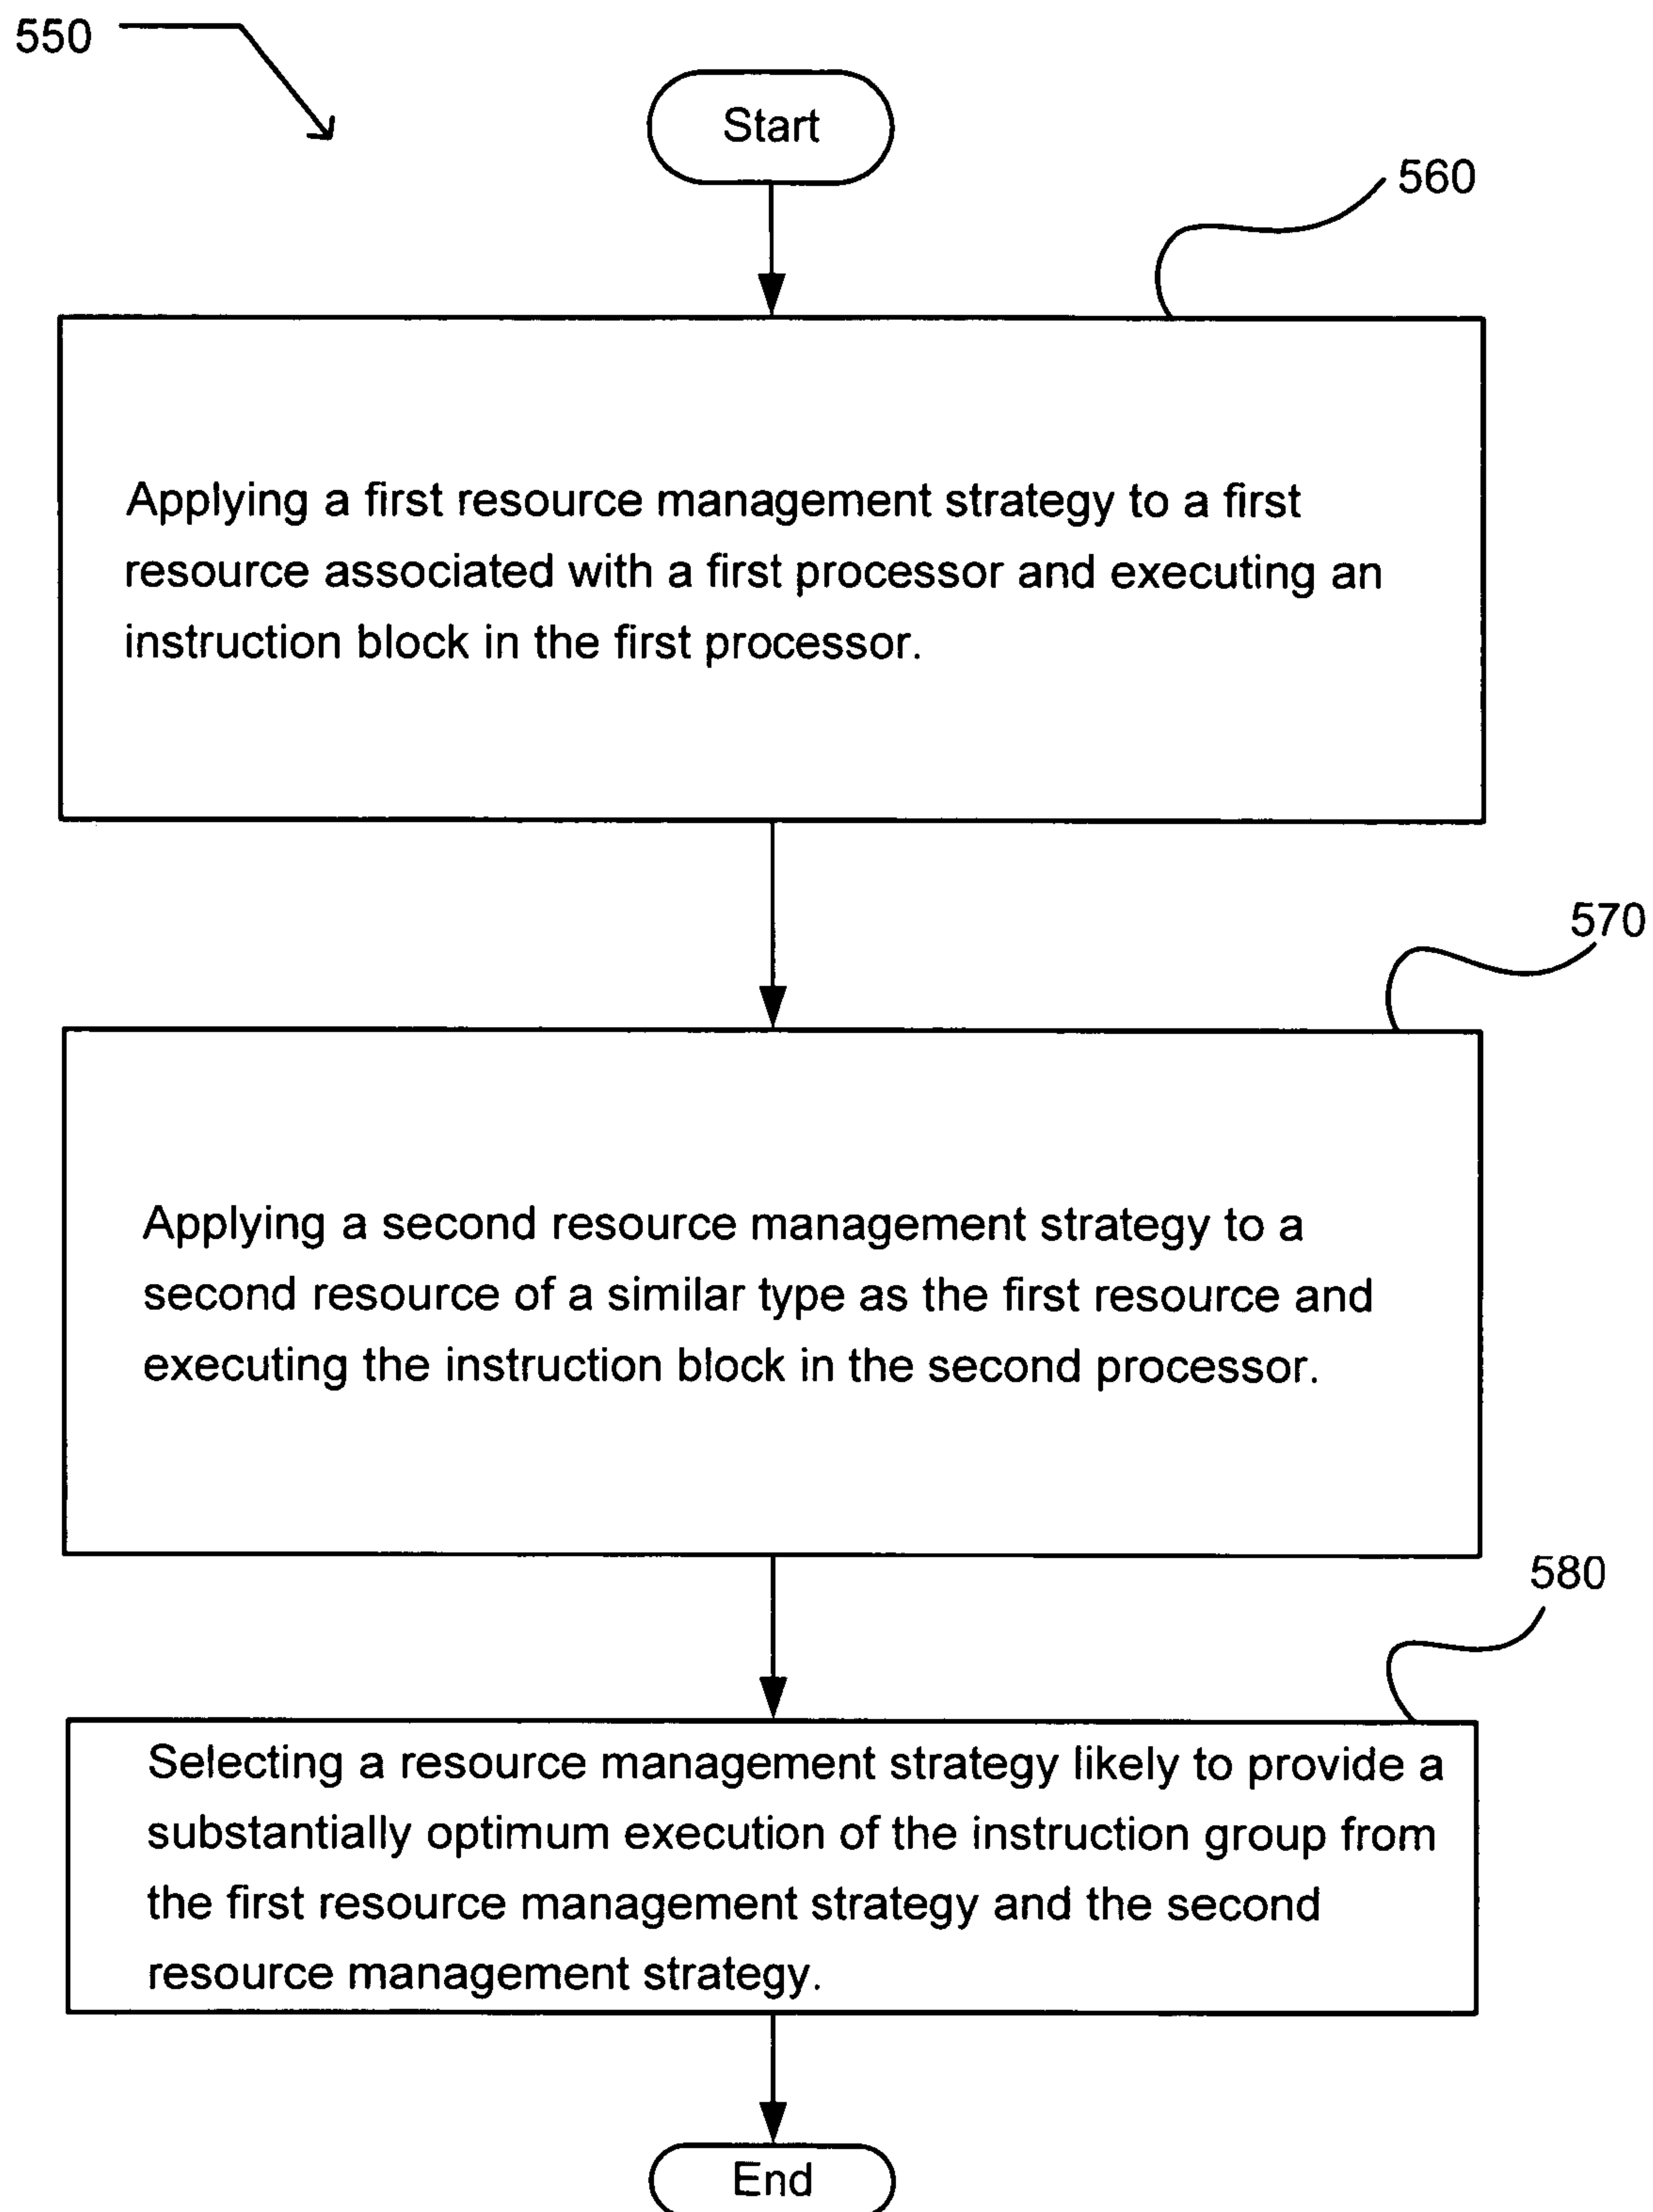 550
Start
560
Applying a first resource management strategy to a first
resource associated with a first processor and executing an
instruction block in the first processor.
570
Applying a second resource management strategy to a
second resource of a similar type as the first resource and
executing the instruction block in the second processor.
580
Selecting a resource management strategy likely to provide a
substantially optimum execution of the instruction group from
the first resource management strategy and the second
resource management strategy.
End